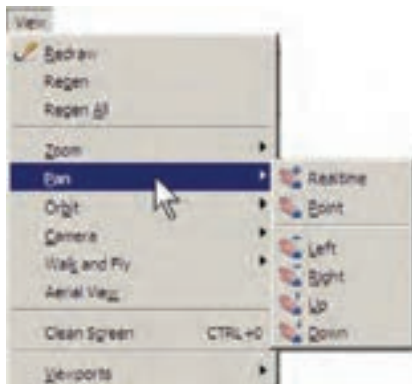 View
Redraw
Regen
Regen All
Zoom
Pan
Orbit
Camera
Walk and Fly
Aerial View
Clean Screen CTRL+0
Viewports
Realtime
Point
Left
Right
Up
Down